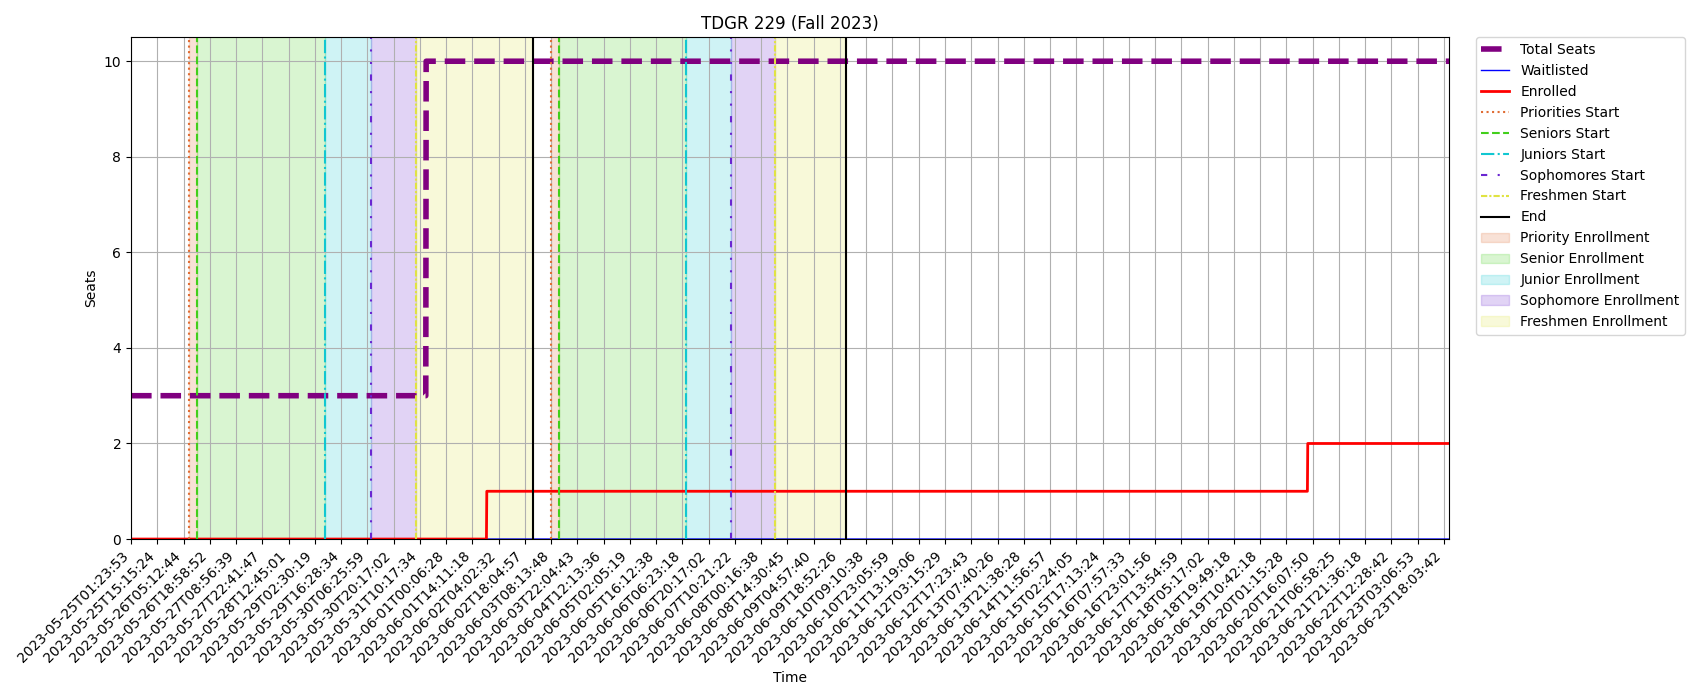 TDGR 229 (Fall 2023)
10
8
6
4
2
0
Seats
2023-05-25T01:23:53
2023-05-25T15:15:24
2023-05-26T05:12:44
2023-05-26T18:58:52
2023-05-27T08:56:39
2023-05-27T22:41:47
2023-05-28T12:45:01
2023-05-29T02:30:19
2023-05-29T16:28:34
2023-05-30T06:25:59
2023-05-30T20:17:02
2023-05-31T10:17:34
2023-06-01T00:06:28
2023-06-01T14:11:18
2023-06-02T04:02:32
2023-06-02T18:04:57
2023-06-03T08:13:48
2023-06-03T22:04:43
2023-06-04T12:13:36
2023-06-05T02:05:19
2023-06-05T16:12:38
2023-06-06T06:23:18
2023-06-06T20:17:02
2023-06-07T10:21:22
2023-06-08T00:16:38
2023-06-08T14:30:45
2023-06-09T04:57:40
2023-06-09T18:52:26
2023-06-10T09:10:38
2023-06-10T23:05:59
2023-06-11T13:19:06
2023-06-12T03:15:29
2023-06-12T17:23:43
2023-06-13T07:40:26
2023-06-13T21:38:28
2023-06-14T11:56:57
2023-06-15T02:24:05
2023-06-15T17:13:24
2023-06-16T07:57:33
2023-06-16T23:01:56
2023-06-17T13:54:59
2023-06-18T05:17:02
2023-06-18T19:49:18
2023-06-19T10:42:18
2023-06-20T01:15:28
2023-06-20T16:07:50
2023-06-21T06:58:25
2023-06-21T21:36:18
2023-06-22T12:28:42
2023-06-23T03:06:53
2023-06-23T18:03:42
Time
Total Seats
Waitlisted
Enrolled
Priorities Start
Seniors Start
Juniors Start
Sophomores Start
Freshmen Start
End
Priority Enrollment
Senior Enrollment
Junior Enrollment
Sophomore Enrollment
Freshmen Enrollment